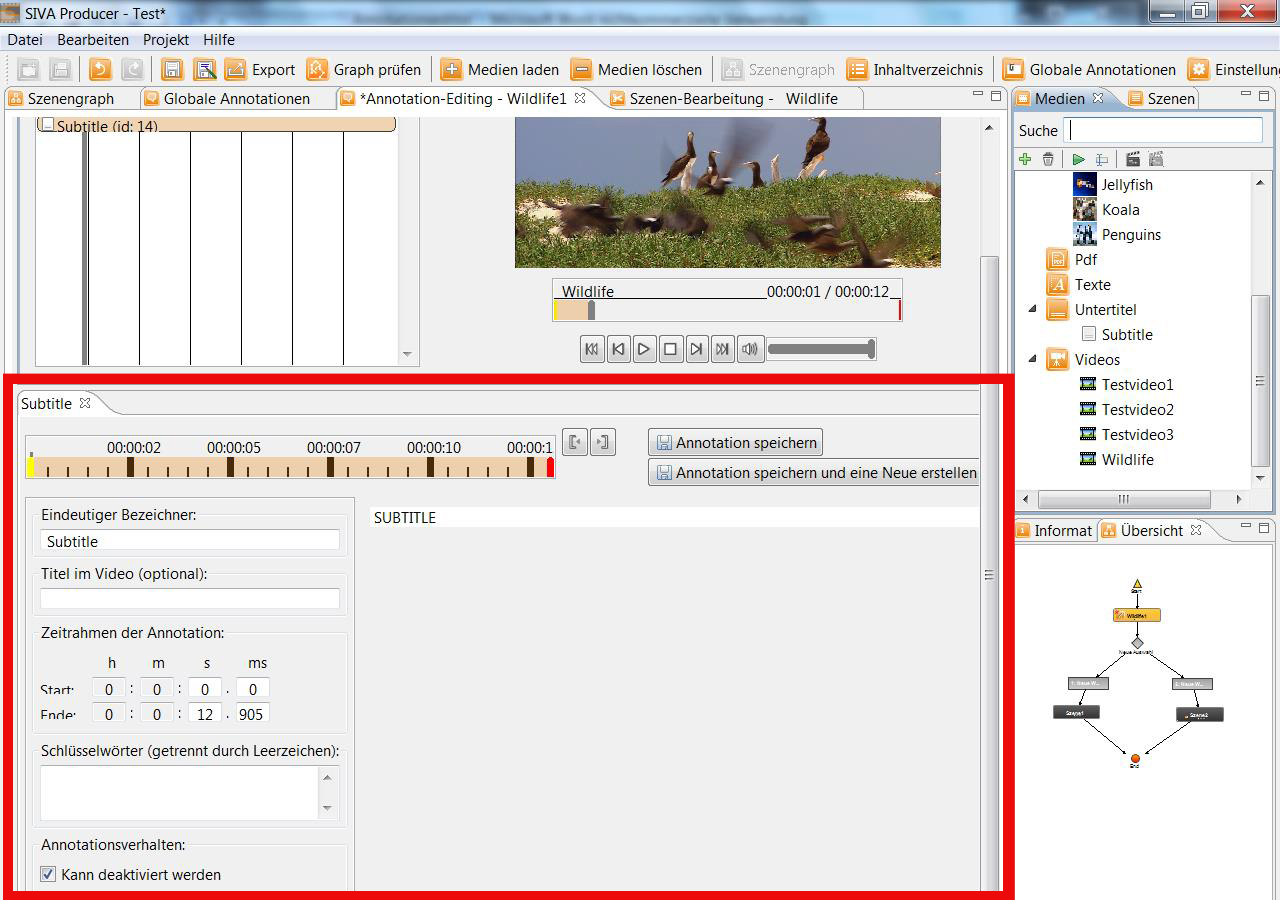 SIVA Producer - Test*
Datei Bearbeiten Projekt Hilfe
Export Graph prüfen Medien laden Medien löschen Szenengraph Inhaltverzeichnis Globale Annotationen Einstellung
Szenengraph Globale Annotationen *Annotation-Editing - Wildlife1 Szenen-Bearbeitung - Wildlife
Subtitle (id: 14)
Wildlife 00:00:01 / 00:00:12
Medien Szenen
Suche
Jellyfish
Koala
Penguins
Pdf
Texte
Untertitel
Subtitle
Videos
Testvideo1
Testvideo2
Testvideo3
Wildlife
Subtitle
00:00:02 00:00:05 00:00:07 00:00:10 00:00:1
Annotation speichern
Annotation speichern und eine Neue erstellen
Eindeutiger Bezeichner:
Subtitle
SUBTITLE
Titel im Video (optional):
Zeitrahmen der Annotation:
h m s ms
Start: 0 : 0 : 0 . 0
Ende: 0 : 0 : 12 . 905
Schlüsselwörter (getrennt durch Leerzeichen):
Annotationsverhalten:
Kann deaktiviert werden
Informat Übersicht
Start
Wildlife1
Neue Auswahl
1: Neue W... 2: Neue W...
Szene1 Szene2
End